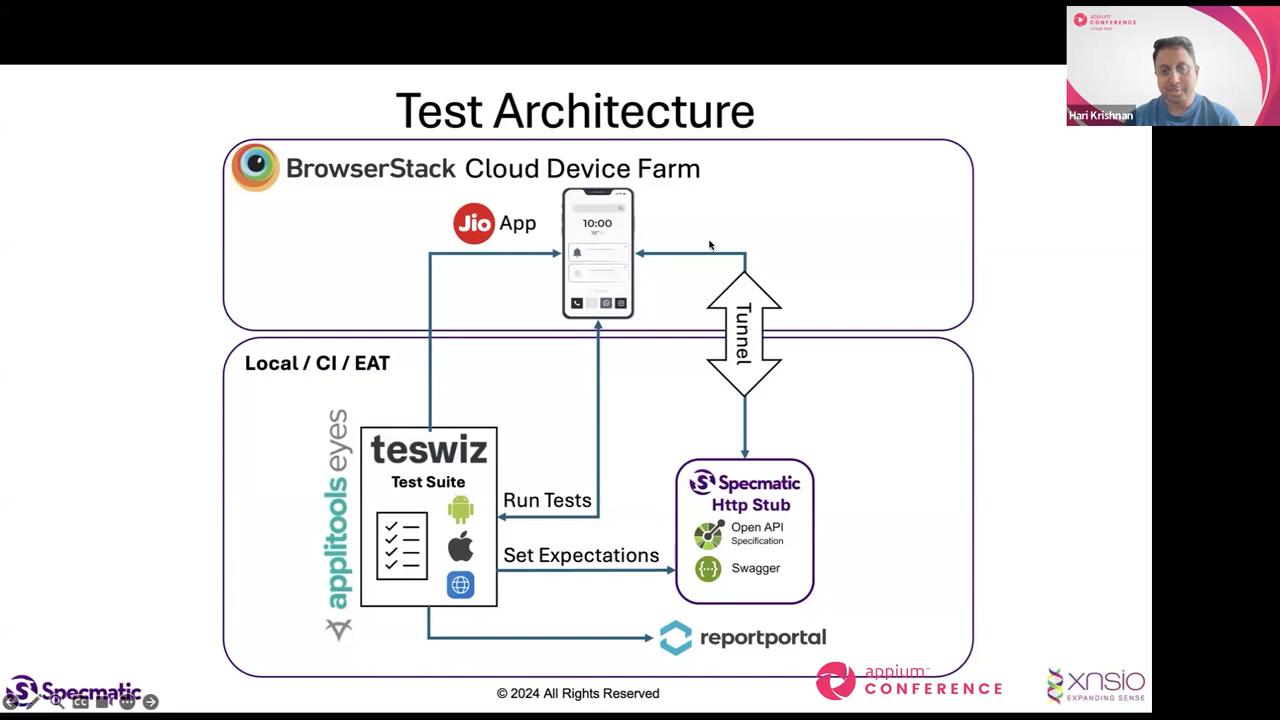 appium
CONFERENCE
Hari Krishnan
Test Architecture
BrowserStack Cloud Device Farm
Jio App
10:00
Tunnel
Local / CI / EAT
applitools eyes
teswiz
Test Suite
Run Tests
Set Expectations
Specmatic
Http Stub
Open API
Specification
Swagger
reportportal
Specmatic
CC
© 2024 All Rights Reserved
appium
CONFERENCE
xnsio
EXPANDING SENSE